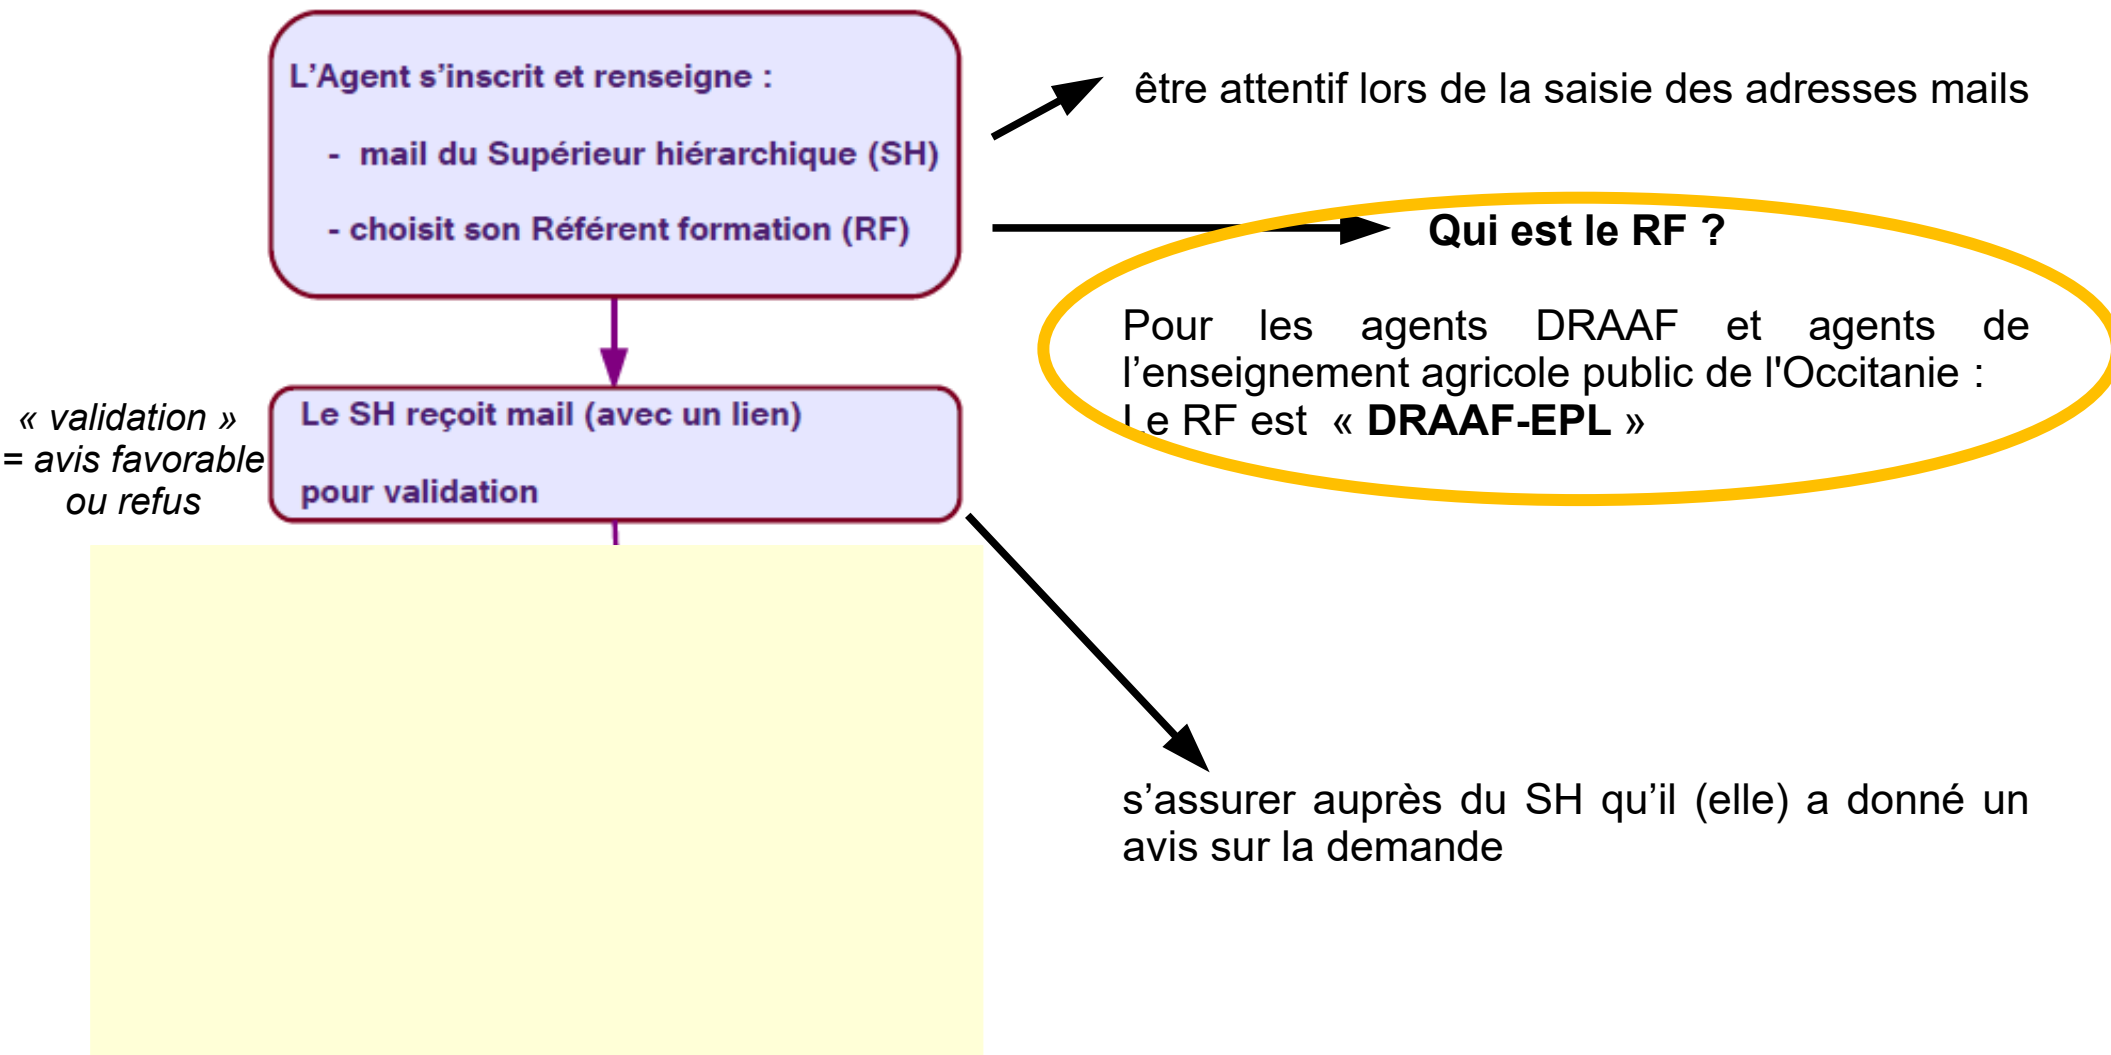 L’Agent s’inscrit et renseigne :
- mail du Supérieur hiérarchique (SH)
- choisit son Référent formation (RF)
être attentif lors de la saisie des adresses mails
Qui est le RF ?
Pour les agents DRAAF et agents de
l’enseignement agricole public de l'Occitanie :
Le RF est « DRAAF-EPL »
« validation »
= avis favorable
ou refus
Le SH reçoit mail (avec un lien)
pour validation
s’assurer auprès du SH qu’il (elle) a donné un
avis sur la demande